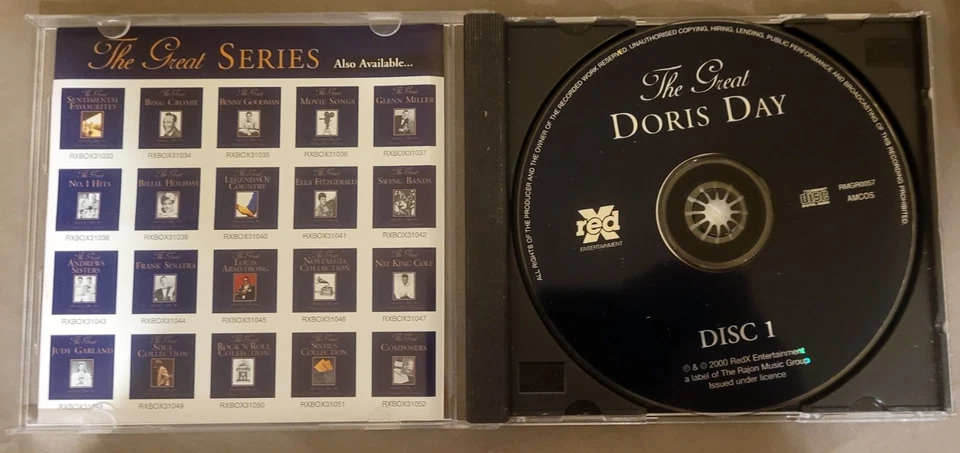 The Great SERIES Also Available...
The Great
SENTIMENTAL
FAVOURITES
RXBOX31033
The Great
BING CROSBY
RXBOX31034
The Great
BENNY GOODMAN
RXBOX31035
The Great
MOVIE SONGS
RXBOX31036
The Great
GLENN MILLER
RXBOX31037
The Great
NO. 1 HITS
RXBOX31038
The Great
BILLIE HOLIDAY
RXBOX31039
The Great
LEGENDS OF
COUNTRY
RXBOX31040
The Great
ELLA FITZGERALD
RXBOX31041
The Great
SWING BANDS
RXBOX31042
The Great
ANDREWS
SISTERS
RXBOX31043
The Great
FRANK SINATRA
RXBOX31044
The Great
LOUIS
ARMSTRONG
RXBOX31045
The Great
NOSTALGIA
COLLECTION
RXBOX31046
The Great
NAT KING COLE
RXBOX31047
The Great
JUDY GARLAND
The Great
SOUL
COLLECTION
RXBOX31049
The Great
ROCK 'N' ROLL
COLLECTION
RXBOX31050
The Great
SIXTIES
COLLECTION
RXBOX31051
The Great
COMPOSERS
RXBOX31052
ALL RIGHTS OF THE PRODUCER AND THE OWNER OF THE RECORDED WORK RESERVED. UNAUTHORISED COPYING, HIRING, LENDING, PUBLIC PERFORMANCE AND BROADCASTING OF THIS RECORDING PROHIBITED.
The Great
DORIS DAY
red X
ENTERTAINMENT
COMPACT
disc
DIGITAL AUDIO
RMGR0057
AMCOS
DISC 1
℗ & © 2000 RedX Entertainment
a label of The Rajon Music Group
Issued under licence